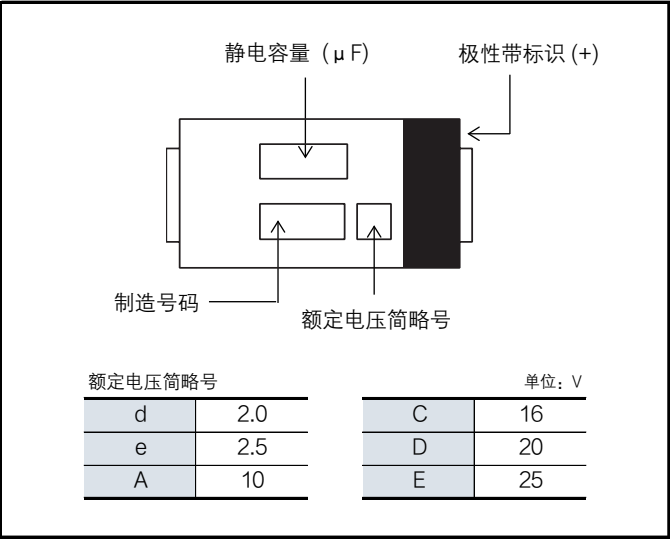 静电容量（μF) 极性带标识 (+)
制造号码
额定电压简略号
额定电压简略号 单位：V
d 2.0 C 16
e 2.5 D 20
A 10 E 25